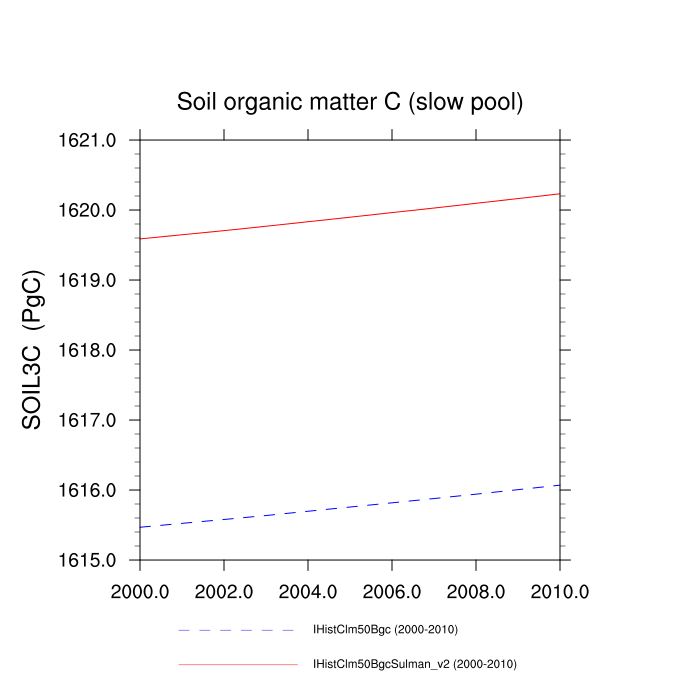 Soil organic matter C (slow pool)
1621.0
1620.0
1619.0
1618.0
1617.0
1616.0
1615.0
SOIL3C (PgC)
2000.0 2002.0 2004.0 2006.0 2008.0 2010.0
IHistClm50Bgc (2000-2010)
IHistClm50BgcSulman_v2 (2000-2010)